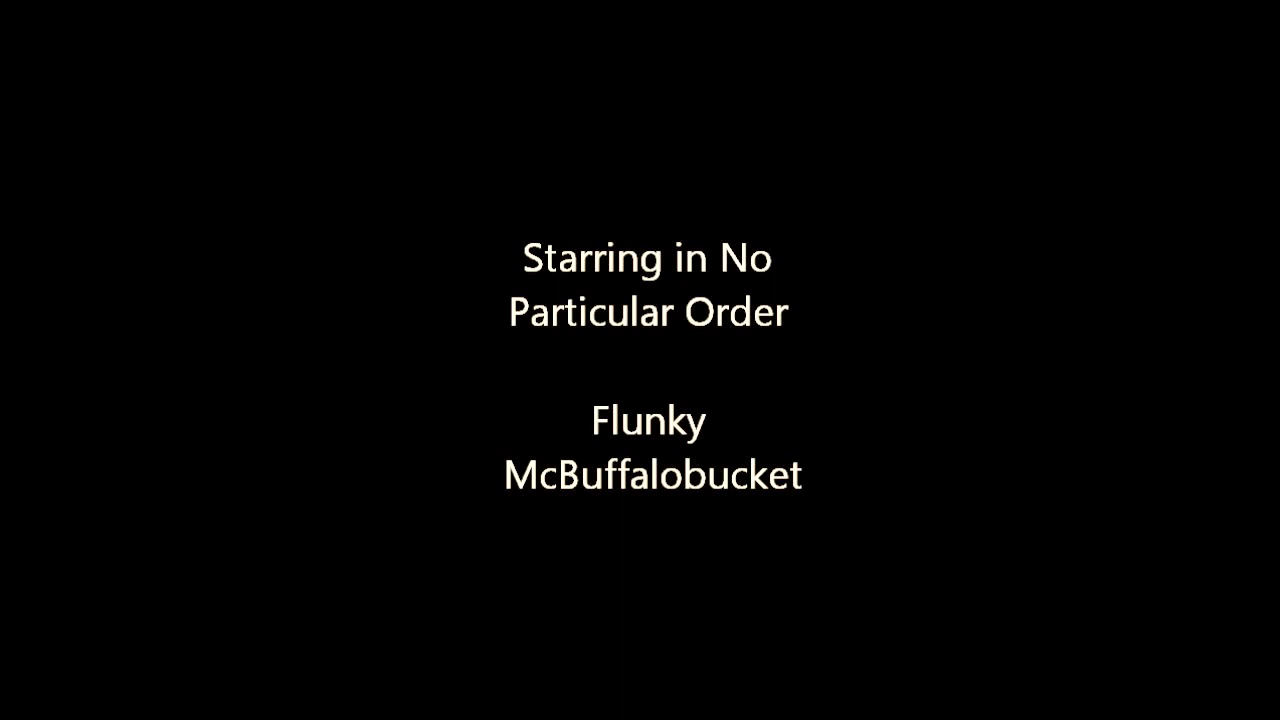 Starring in No
Particular Order
Flunky
McBuffalobucket